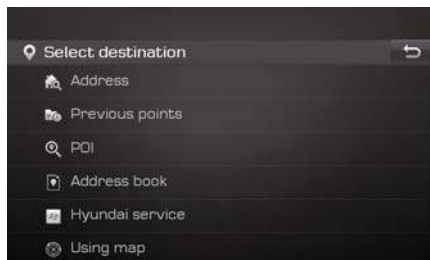 Select destination
Address
Previous points
POI
Address book
Hyundai service
Using map